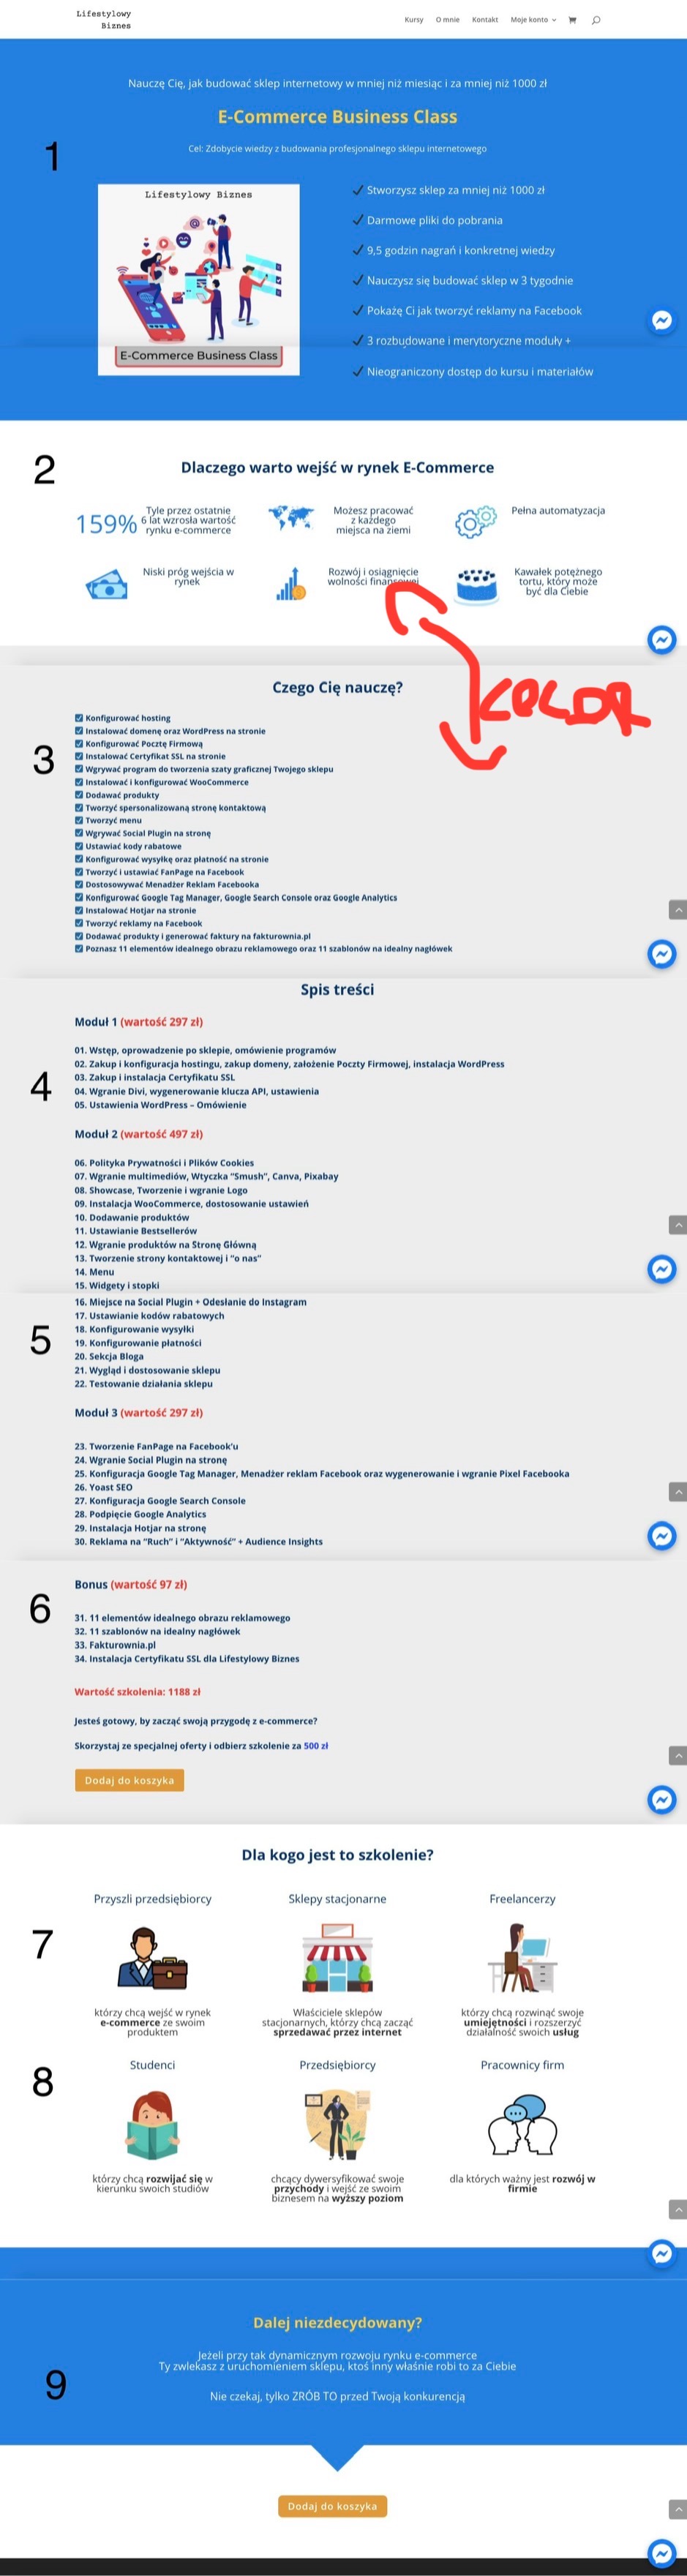 Lifestylowy
Biznes
Kursy O mnie Kontakt Moje konto
Nauczę Cię, jak budować sklep internetowy w mniej niż miesiąc i za mniej niż 1000 zł
E-Commerce Business Class
1
Cel: Zdobycie wiedzy z budowania profesjonalnego sklepu internetowego
Lifestylowy Biznes
E-Commerce Business Class
Stworzysz sklep za mniej niż 1000 zł
Darmowe pliki do pobrania
9,5 godzin nagrań i konkretnej wiedzy
Nauczysz się budować sklep w 3 tygodnie
Pokażę Ci jak tworzyć reklamy na Facebook
3 rozbudowane i merytoryczne moduły +
Nieograniczony dostęp do kursu i materiałów
2
Dlaczego warto wejść w rynek E-Commerce
159%
Tyle przez ostatnie
6 lat wzrosła wartość
rynku e-commerce
Możesz pracować
z każdego
miejsca na ziemi
Pełna automatyzacja
Niski próg wejścia w
rynek
Rozwój i osiągnięcie
wolności finansowej
Kawałek potężnego
tortu, który może
być dla Ciebie
KOLOR
Czego Cię nauczę?
3
Konfigurować hosting
Instalować domenę oraz WordPress na stronie
Konfigurować Pocztę Firmową
Instalować Certyfikat SSL na stronie
Wgrywać program do tworzenia szaty graficznej Twojego sklepu
Instalować i konfigurować WooCommerce
Dodawać produkty
Tworzyć spersonalizowaną stronę kontaktową
Tworzyć menu
Wgrywać Social Plugin na stronę
Ustawiać kody rabatowe
Konfigurować wysyłkę oraz płatność na stronie
Tworzyć i ustawiać FanPage na Facebook
Dostosowywać Menadżer Reklam Facebooka
Konfigurować Google Tag Manager, Google Search Console oraz Google Analytics
Instalować Hotjar na stronie
Tworzyć reklamy na Facebook
Dodawać produkty i generować faktury na fakturownia.pl
Poznasz 11 elementów idealnego obrazu reklamowego oraz 11 szablonów na idealny nagłówek
Spis treści
4
Moduł 1 (wartość 297 zł)
01. Wstęp, oprowadzenie po sklepie, omówienie programów
02. Zakup i konfiguracja hostingu, zakup domeny, założenie Poczty Firmowej, instalacja WordPress
03. Zakup i instalacja Certyfikatu SSL
04. Wgranie Divi, wygenerowanie klucza API, ustawienia
05. Ustawienia WordPress – Omówienie
Moduł 2 (wartość 497 zł)
06. Polityka Prywatności i Plików Cookies
07. Wgranie multimediów, Wtyczka "Smush", Canva, Pixabay
08. Showcase, Tworzenie i wgranie Logo
09. Instalacja WooCommerce, dostosowanie ustawień
10. Dodawanie produktów
11. Ustawianie Bestsellerów
12. Wgranie produktów na Stronę Główną
13. Tworzenie strony kontaktowej i "o nas"
14. Menu
15. Widgety i stopki
5
16. Miejsce na Social Plugin + Odesłanie do Instagram
17. Ustawianie kodów rabatowych
18. Konfigurowanie wysyłki
19. Konfigurowanie płatności
20. Sekcja Bloga
21. Wygląd i dostosowanie sklepu
22. Testowanie działania sklepu
Moduł 3 (wartość 297 zł)
23. Tworzenie FanPage na Facebook'u
24. Wgranie Social Plugin na stronę
25. Konfiguracja Google Tag Manager, Menadżer reklam Facebook oraz wygenerowanie i wgranie Pixel Facebooka
26. Yoast SEO
27. Konfiguracja Google Search Console
28. Podpięcie Google Analytics
29. Instalacja Hotjar na stronę
30. Reklama na "Ruch" i "Aktywność" + Audience Insights
6
Bonus (wartość 97 zł)
31. 11 elementów idealnego obrazu reklamowego
32. 11 szablonów na idealny nagłówek
33. Fakturownia.pl
34. Instalacja Certyfikatu SSL dla Lifestylowy Biznes
Wartość szkolenia: 1188 zł
Jesteś gotowy, by zacząć swoją przygodę z e-commerce?
Skorzystaj ze specjalnej oferty i odbierz szkolenie za 500 zł
Dodaj do koszyka
Dla kogo jest to szkolenie?
7
Przyszli przedsiębiorcy
którzy chcą wejść w rynek
e-commerce ze swoim
produktem
Sklepy stacjonarne
Właściciele sklepów
stacjonarnych, którzy chcą zacząć
sprzedawać przez internet
Freelancerzy
którzy chcą rozwinąć swoje
umiejętności i rozszerzyć
działalność swoich usług
8
Studenci
którzy chcą rozwijać się w
kierunku swoich studiów
Przedsiębiorcy
chcący dywersyfikować swoje
przychody i wejść ze swoim
biznesem na wyższy poziom
Pracownicy firm
dla których ważny jest rozwój w
firmie
9
Dalej niezdecydowany?
Jeżeli przy tak dynamicznym rozwoju rynku e-commerce
Ty zwlekasz z uruchomieniem sklepu, ktoś inny właśnie robi to za Ciebie
Nie czekaj, tylko ZRÓB TO przed Twoją konkurencją
Dodaj do koszyka